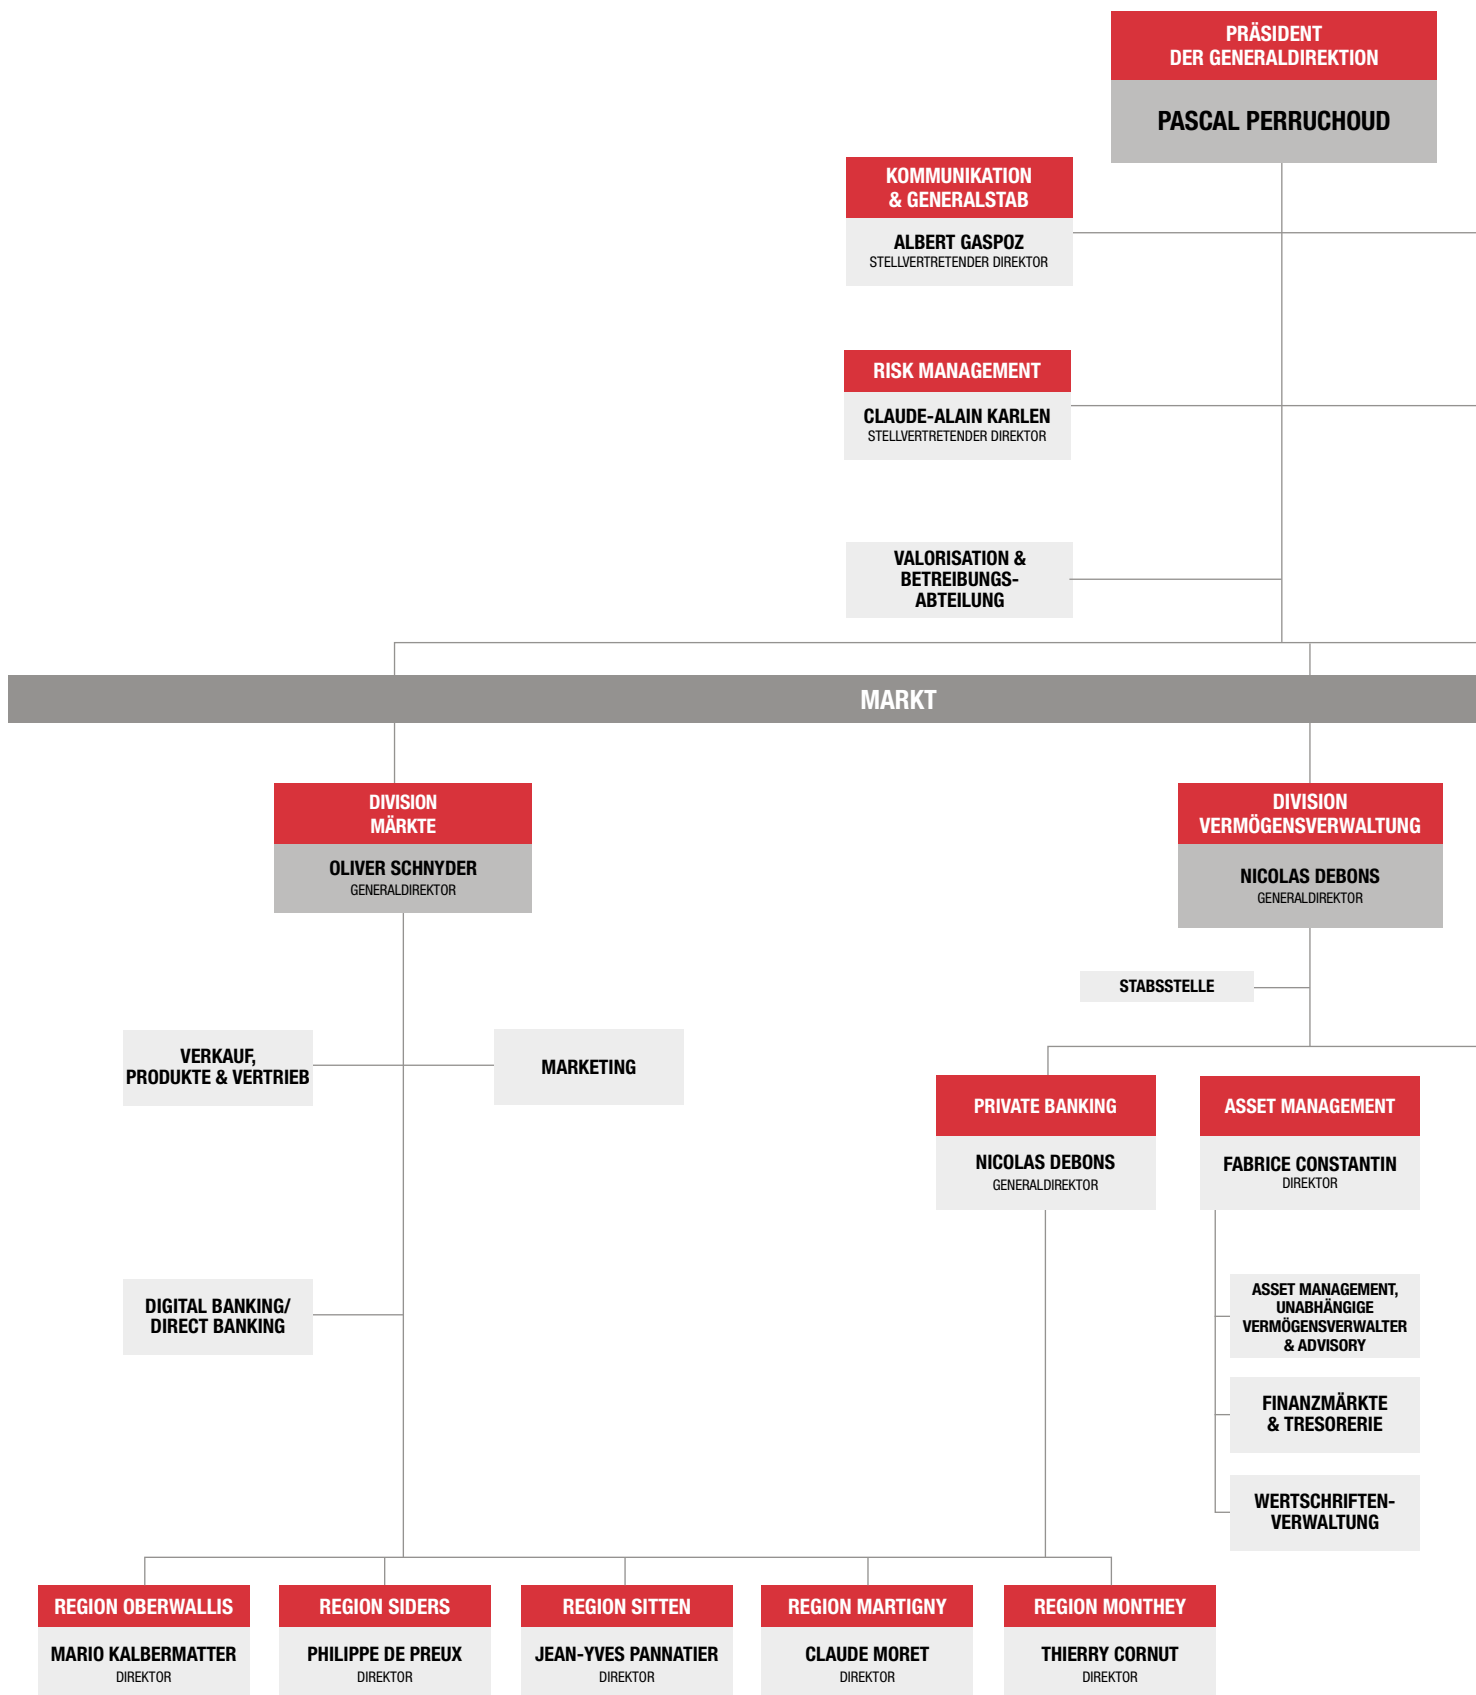 PRÄSIDENT
DER GENERALDIREKTION
PASCAL PERRUCHOUD
KOMMUNIKATION
& GENERALSTAB
ALBERT GASPOZ
STELLVERTRETENDER DIREKTOR
RISK MANAGEMENT
CLAUDE-ALAIN KARLEN
STELLVERTRETENDER DIREKTOR
VALORISATION &
BETREIBUNGS-
ABTEILUNG
MARKT
DIVISION
MÄRKTE
OLIVER SCHNYDER
GENERALDIREKTOR
VERKAUF,
PRODUKTE & VERTRIEB
MARKETING
DIGITAL BANKING/
DIRECT BANKING
DIVISION
VERMÖGENSVERWALTUNG
NICOLAS DEBONS
GENERALDIREKTOR
STABSSTELLE
PRIVATE BANKING
NICOLAS DEBONS
GENERALDIREKTOR
ASSET MANAGEMENT
FABRICE CONSTANTIN
DIREKTOR
ASSET MANAGEMENT,
UNABHÄNGIGE
VERMÖGENSVERWALTER
& ADVISORY
FINANZMÄRKTE
& TRESORERIE
WERTSCHRIFTEN-
VERWALTUNG
REGION OBERWALLIS
MARIO KALBERMATTER
DIREKTOR
REGION SIDERS
PHILIPPE DE PREUX
DIREKTOR
REGION SITTEN
JEAN-YVES PANNATIER
DIREKTOR
REGION MARTIGNY
CLAUDE MORET
DIREKTOR
REGION MONTHEY
THIERRY CORNUT
DIREKTOR